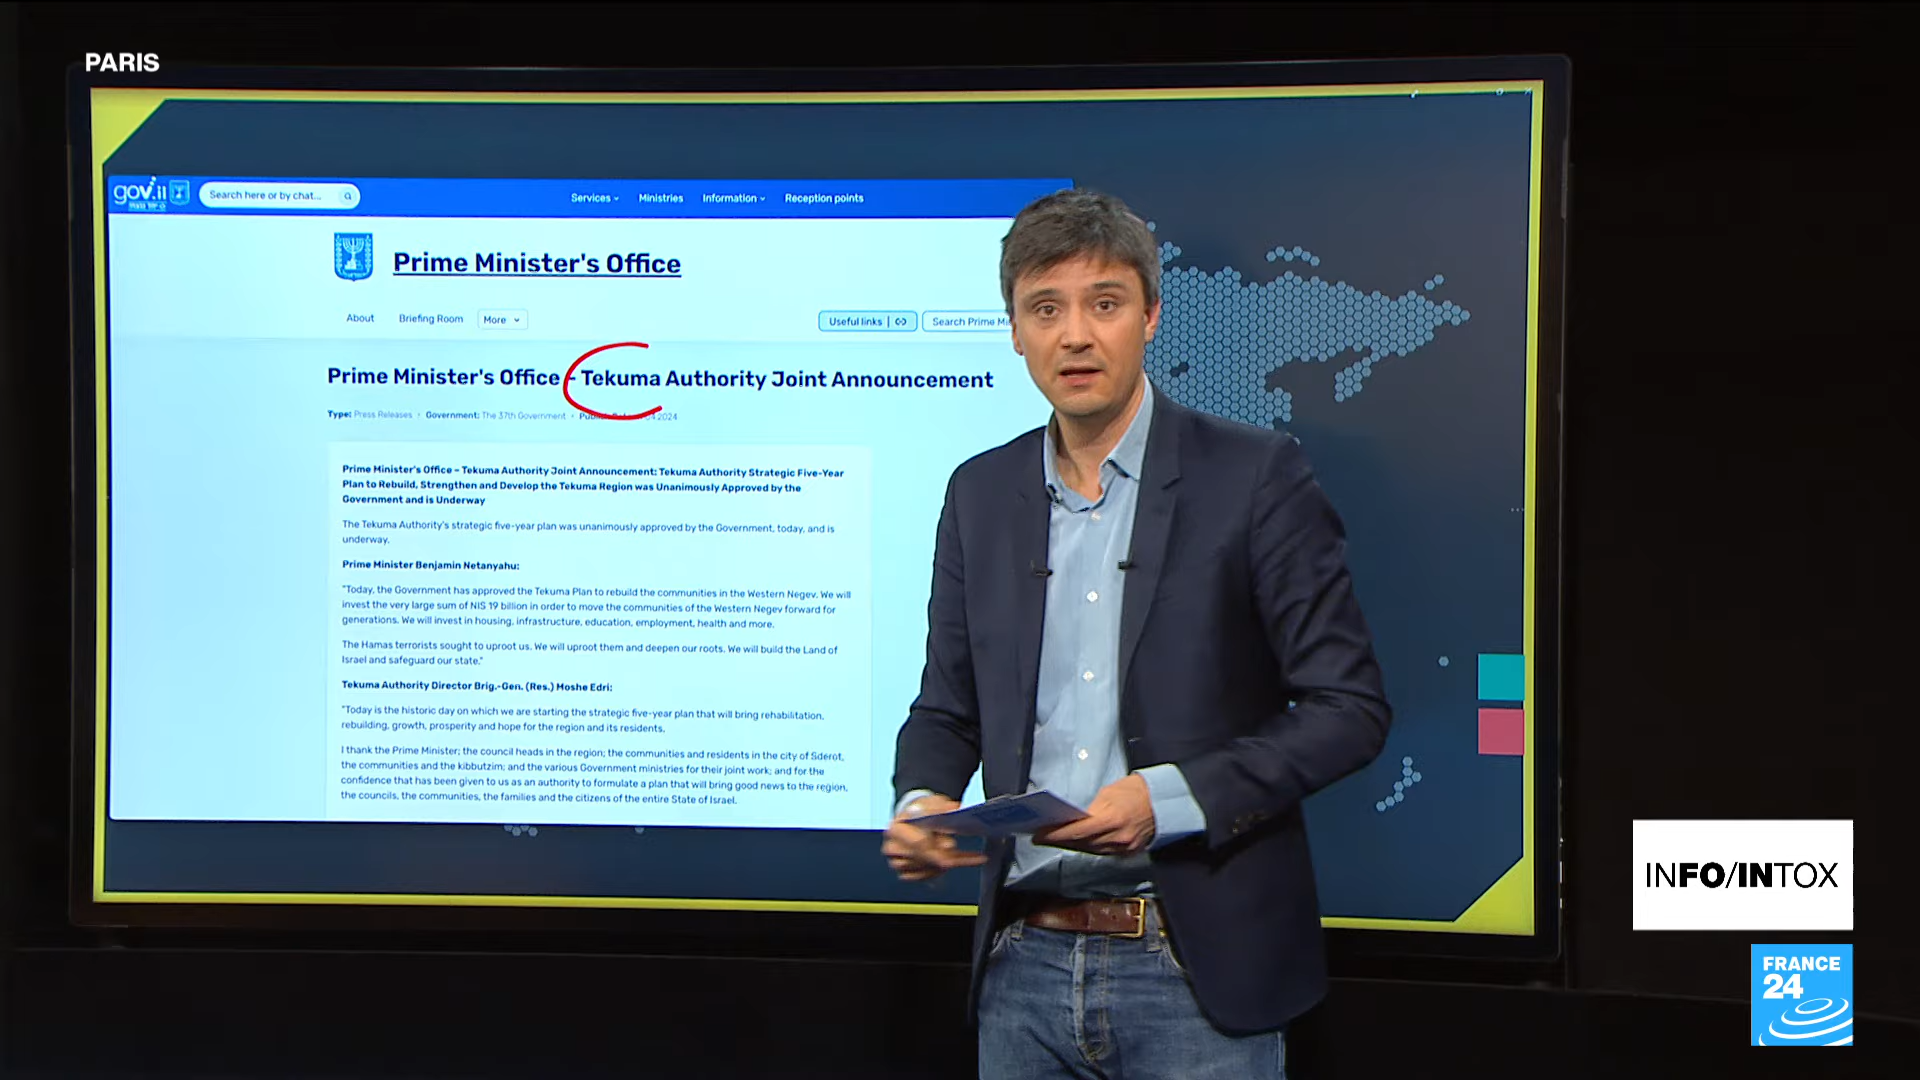 PARIS
gov.il
Search here or by chat...
Services
Ministries
Information
Reception points
Prime Minister's Office
About
Briefing Room
More
Useful links
Search Prime Mi
Prime Minister's Office - Tekuma Authority Joint Announcement
Type: Press Releases • Government: The 37th Government • 2024
Prime Minister's Office – Tekuma Authority Joint Announcement: Tekuma Authority Strategic Five-Year
Plan to Rebuild, Strengthen and Develop the Tekuma Region was Unanimously Approved by the
Government and is Underway
The Tekuma Authority's strategic five-year plan was unanimously approved by the Government, today, and is
underway.
Prime Minister Benjamin Netanyahu:
"Today, the Government has approved the Tekuma Plan to rebuild the communities in the Western Negev. We will
invest the very large sum of NIS 19 billion in order to move the communities of the Western Negev forward for
generations. We will invest in housing, infrastructure, education, employment, health and more.
The Hamas terrorists sought to uproot us. We will uproot them and deepen our roots. We will build the Land of
Israel and safeguard our state."
Tekuma Authority Director Brig.-Gen. (Res.) Moshe Edri:
"Today is the historic day on which we are starting the strategic five-year plan that will bring rehabilitation,
rebuilding, growth, prosperity and hope for the region and its residents.
I thank the Prime Minister; the council heads in the region; the communities and residents in the city of Sderot,
the communities and the kibbutzim; and the various Government ministries for their joint work; and for the
confidence that has been given to us as an authority to formulate a plan that will bring good news to the region,
the councils, the communities, the families and the citizens of the entire State of Israel.
INFO/INTOX
FRANCE
24